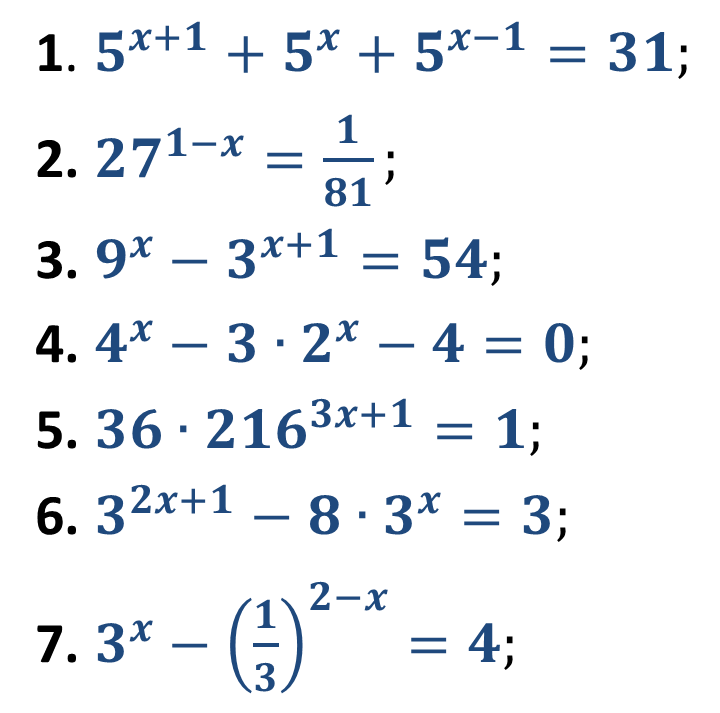 1. 5^{x+1} + 5^x + 5^{x−1} = 31;
2. 27^{1−x} = \frac{1}{81};
3. 9^x − 3^{x+1} = 54;
4. 4^x − 3 · 2^x − 4 = 0;
5. 36 · 216^{3x+1} = 1;
6. 3^{2x+1} − 8 · 3^x = 3;
7. 3^x − (\frac{1}{3})^{2−x} = 4;